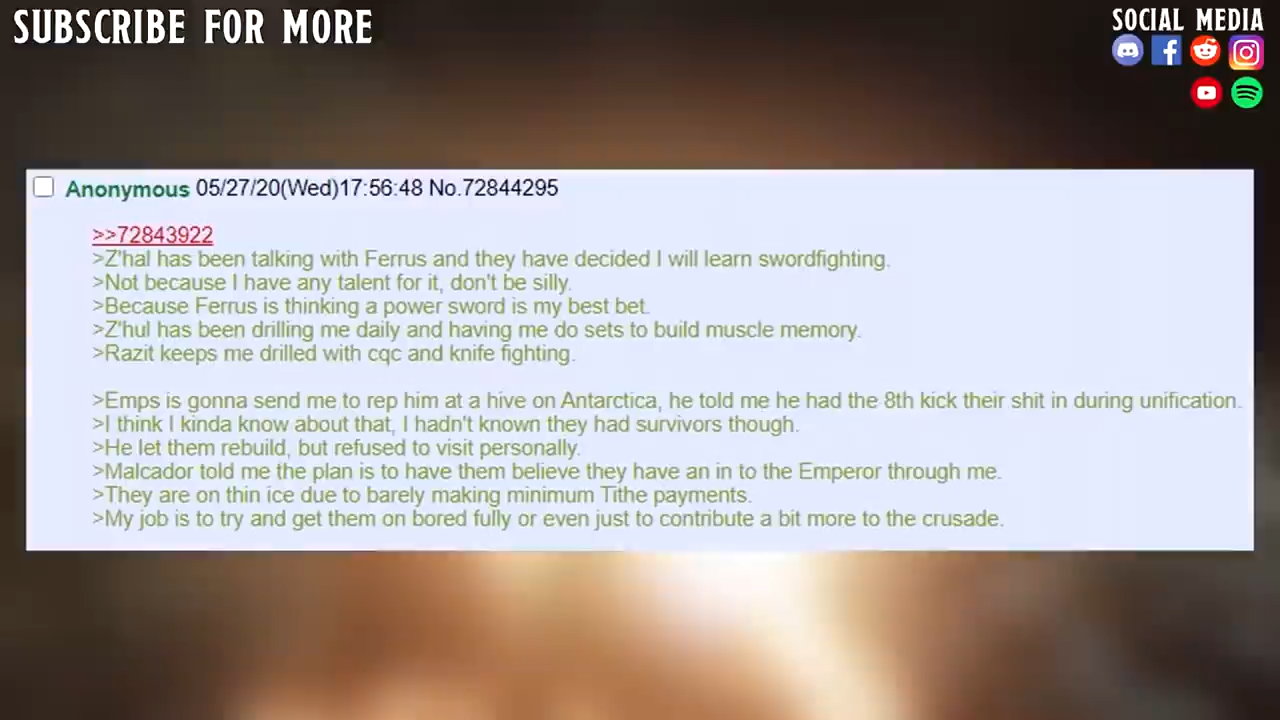 SUBSCRIBE FOR MORE
SOCIAL MEDIA
Anonymous 05/27/20(Wed)17:56:48 No.72844295
>>72843922
>Z'hal has been talking with Ferrus and they have decided I will learn swordfighting.
>Not because I have any talent for it, don't be silly.
>Because Ferrus is thinking a power sword is my best bet.
>Z'hul has been drilling me daily and having me do sets to build muscle memory.
>Razit keeps me drilled with cqc and knife fighting.
>Emps is gonna send me to rep him at a hive on Antarctica, he told me he had the 8th kick their shit in during unification.
>I think I kinda know about that, I hadn't known they had survivors though.
>He let them rebuild, but refused to visit personally.
>Malcador told me the plan is to have them believe they have an in to the Emperor through me.
>They are on thin ice due to barely making minimum Tithe payments.
>My job is to try and get them on bored fully or even just to contribute a bit more to the crusade.